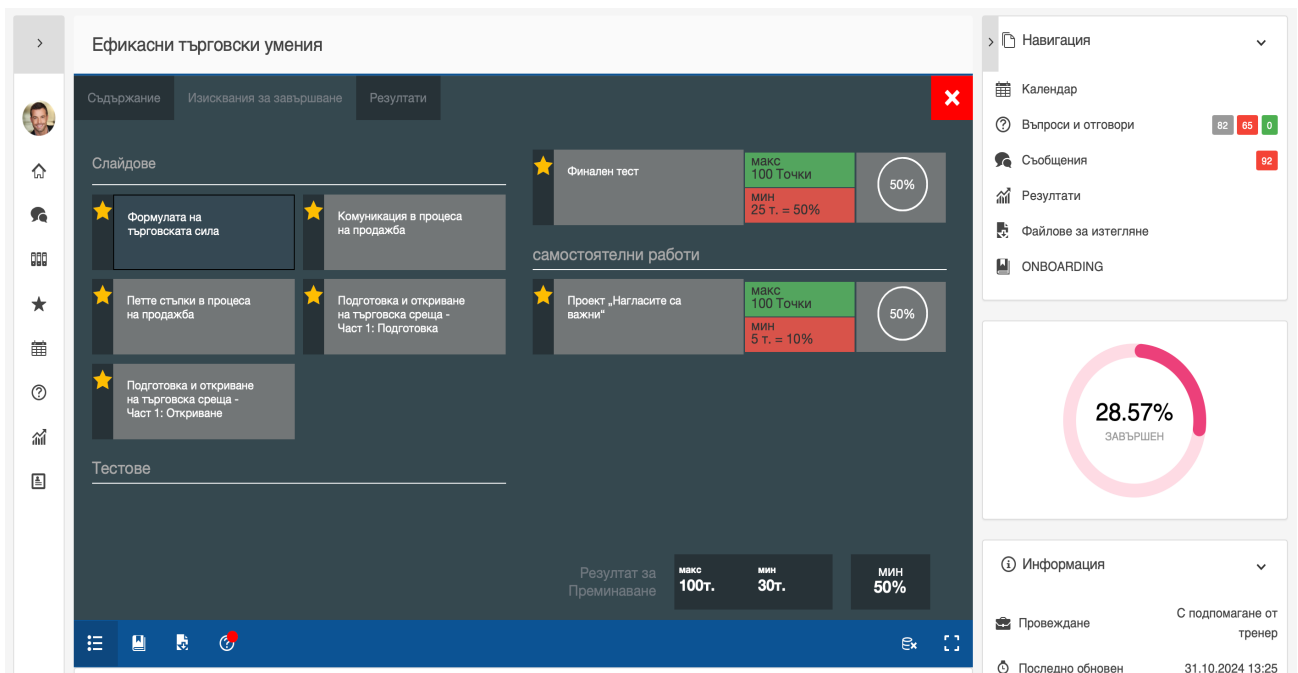 Ефикасни търговски умения
Съдържание
Изисквания за завършване
Резултати
Слайдове
Формулата на
търговската сила
Комуникация в процеса
на продажба
Петте стъпки в процеса
на продажба
Подготовка и откриване
на търговска среща -
Част 1: Подготовка
Подготовка и откриване
на търговска среща -
Част 1: Откриване
Тестове
Финален тест
макс
100 Точки
мин
25 т. = 50%
50%
самостоятелни работи
Проект „Нагласите са
важни“
макс
100 Точки
мин
5 т. = 10%
50%
Резултат за
Преминаване
макс
100т.
мин
30т.
мин
50%
Навигация
Календар
Въпроси и отговори
82
65
0
Съобщения
92
Резултати
Файлове за изтегляне
ONBOARDING
28.57%
ЗАВЪРШЕН
Информация
Провеждане
С подпомагане от
тренер
Последно обновен
31.10.2024 13:25